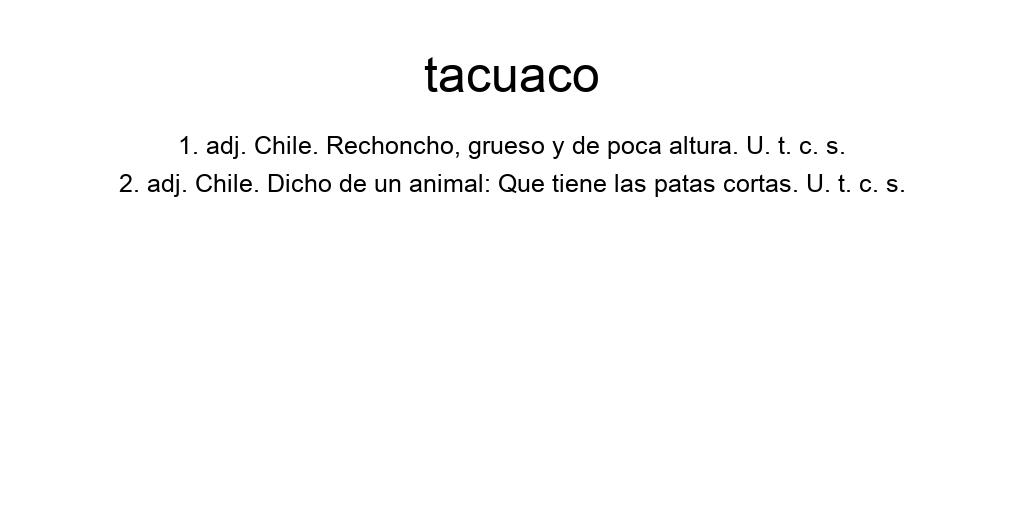 tacuaco
1. adj. Chile. Rechoncho, grueso y de poca altura. U. t. c. s.
2. adj. Chile. Dicho de un animal: Que tiene las patas cortas. U. t. c. s.